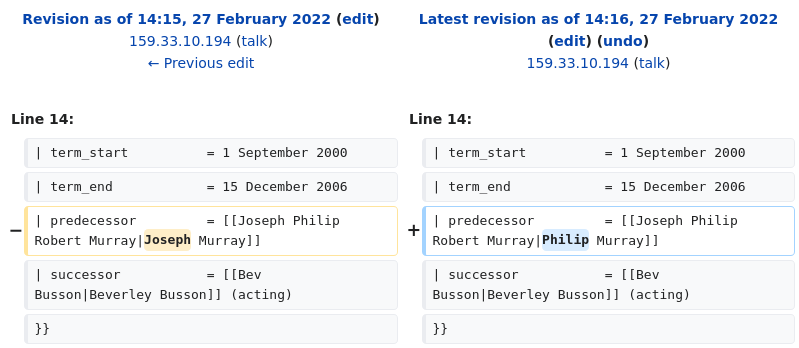 Revision as of 14:15, 27 February 2022 (edit)
159.33.10.194 (talk)
← Previous edit
Latest revision as of 14:16, 27 February 2022
(edit) (undo)
159.33.10.194 (talk)
Line 14:
Line 14:
| term_start          = 1 September 2000
| term_start          = 1 September 2000
| term_end            = 15 December 2006
| term_end            = 15 December 2006
− | predecessor         = [[Joseph Philip
Robert Murray|Joseph Murray]]
+ | predecessor         = [[Joseph Philip
Robert Murray|Philip Murray]]
| successor           = [[Bev
Busson|Beverley Busson]] (acting)
| successor           = [[Bev
Busson|Beverley Busson]] (acting)
}}
}}